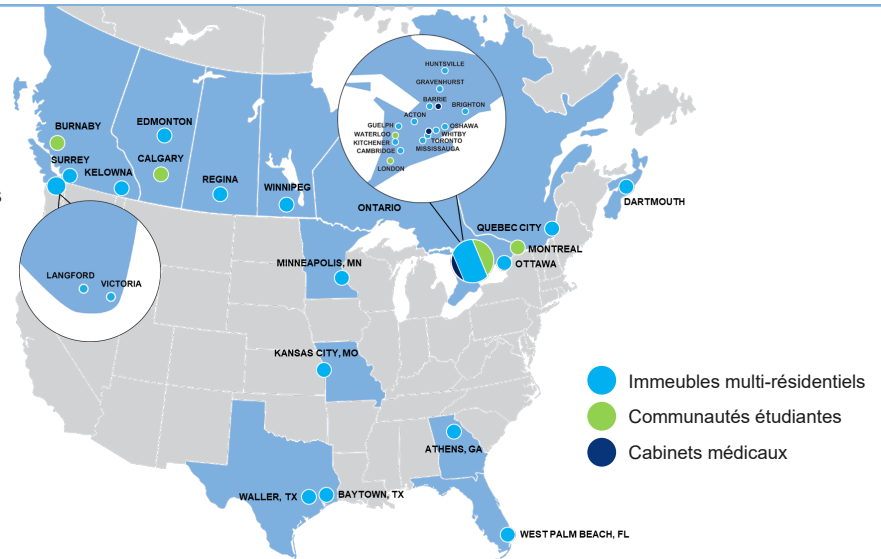 HUNTSVILLE
GRAVENHURST
BARRIE
BRIGHTON
ACTON
GUELPH
OSHAWA
WATERLOO
WHITBY
KITCHENER
TORONTO
CAMBRIDGE
MISSISSAUGA
LONDON
BURNABY
EDMONTON
SURREY
CALGARY
KELOWNA
REGINA
WINNIPEG
ONTARIO
DARTMOUTH
QUEBEC CITY
MONTREAL
OTTAWA
MINNEAPOLIS, MN
LANGFORD
VICTORIA
KANSAS CITY, MO
ATHENS, GA
WALLER, TX
BAYTOWN, TX
WEST PALM BEACH, FL
Immeubles multi-résidentiels
Communautés étudiantes
Cabinets médicaux